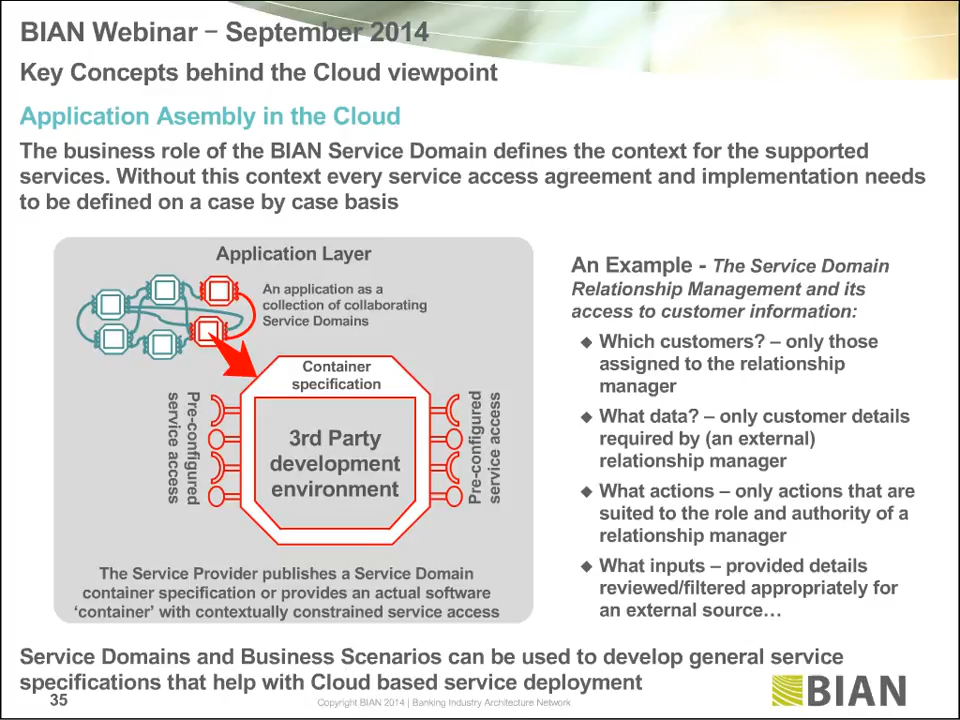 BIAN Webinar – September 2014
Key Concepts behind the Cloud viewpoint
Application Asembly in the Cloud
The business role of the BIAN Service Domain defines the context for the supported
services. Without this context every service access agreement and implementation needs
to be defined on a case by case basis
Application Layer
An application as a
collection of collaborating
Service Domains
Container
specification
Pre-configured
service access
3rd Party
development
environment
Pre-configured
service access
The Service Provider publishes a Service Domain
container specification or provides an actual software
‘container’ with contextually constrained service access
An Example - The Service Domain
Relationship Management and its
access to customer information:
◆ Which customers? – only those
assigned to the relationship
manager
◆ What data? – only customer details
required by (an external)
relationship manager
◆ What actions – only actions that are
suited to the role and authority of a
relationship manager
◆ What inputs – provided details
reviewed/filtered appropriately for
an external source…
Service Domains and Business Scenarios can be used to develop general service
specifications that help with Cloud based service deployment
35
Copyright BIAN 2014 | Banking Industry Architecture Network
BIAN